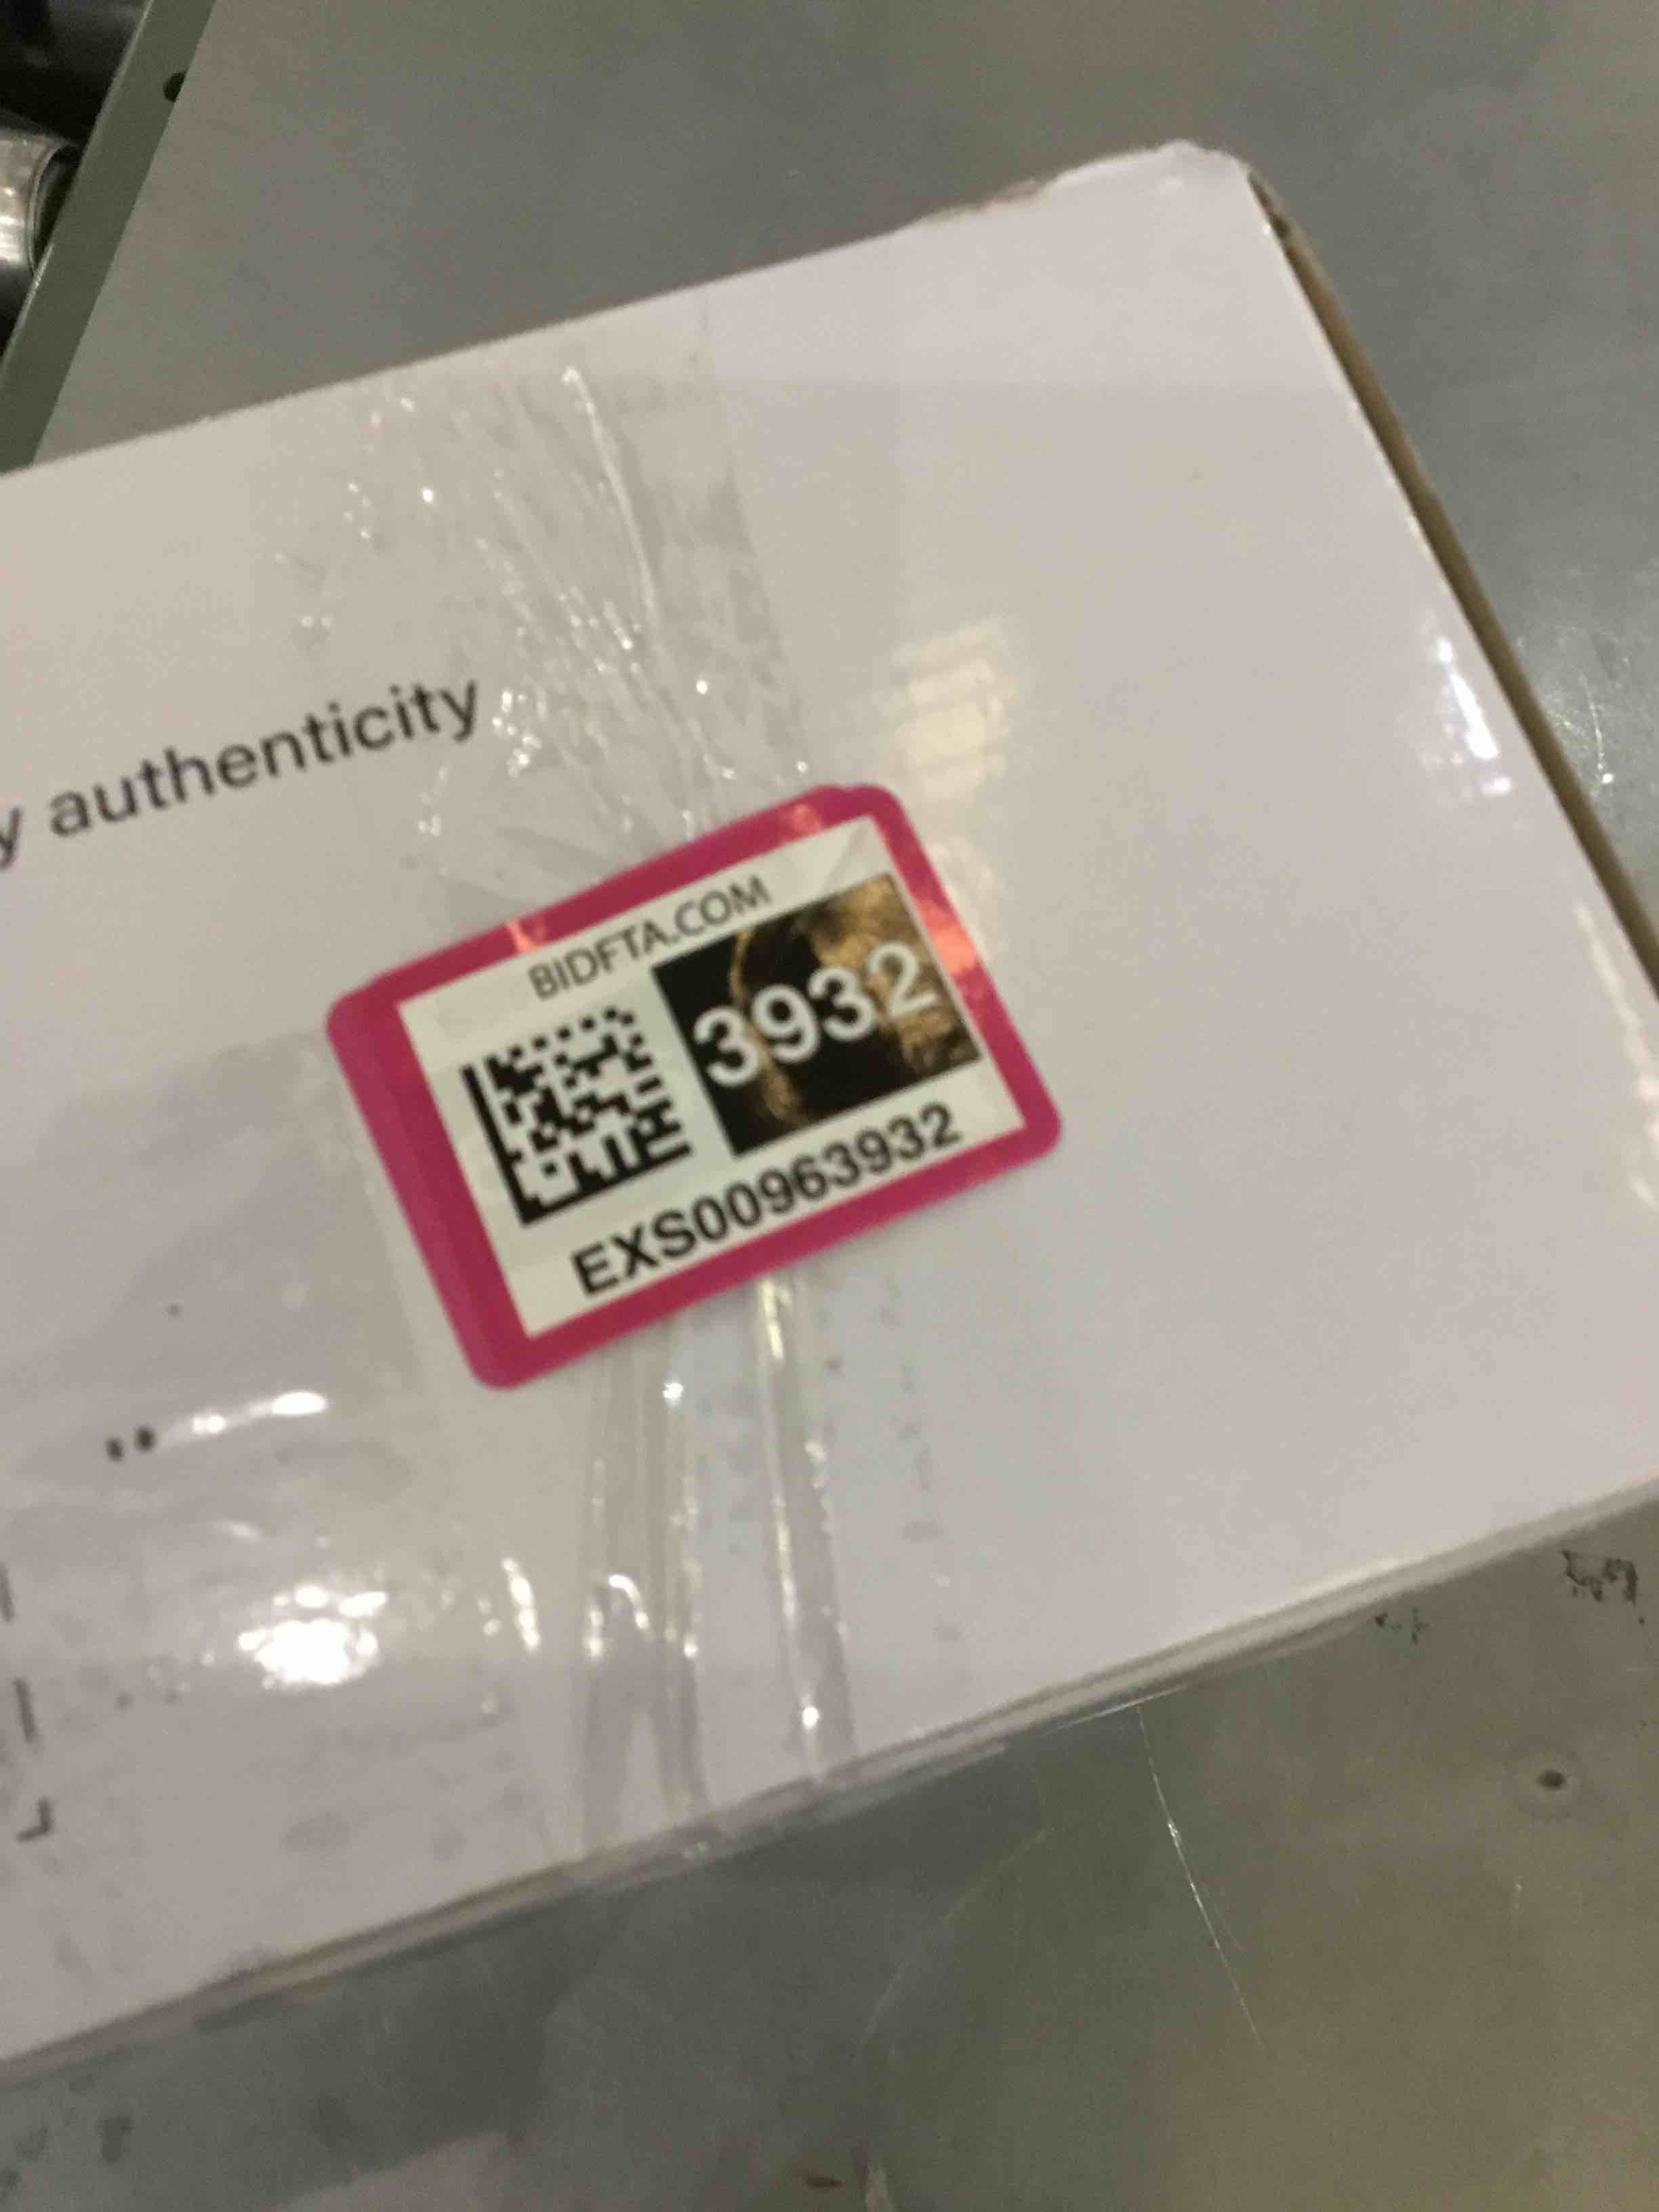 y authenticity
BIDFTA.COM
3932
EXS00963932